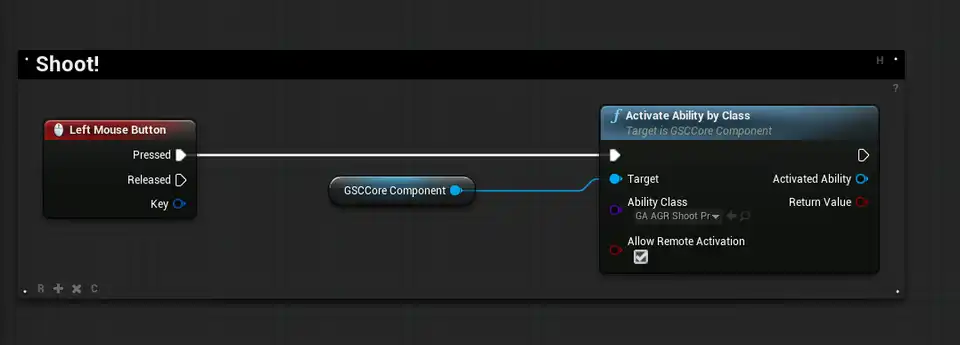 Shoot!
H
?
Left Mouse Button
Pressed
Released
Key
GSCCore Component
f Activate Ability by Class
Target is GSCCore Component
Target
Activated Ability
Ability Class
Return Value
GA AGR Shoot Pr
Allow Remote Activation
R
C